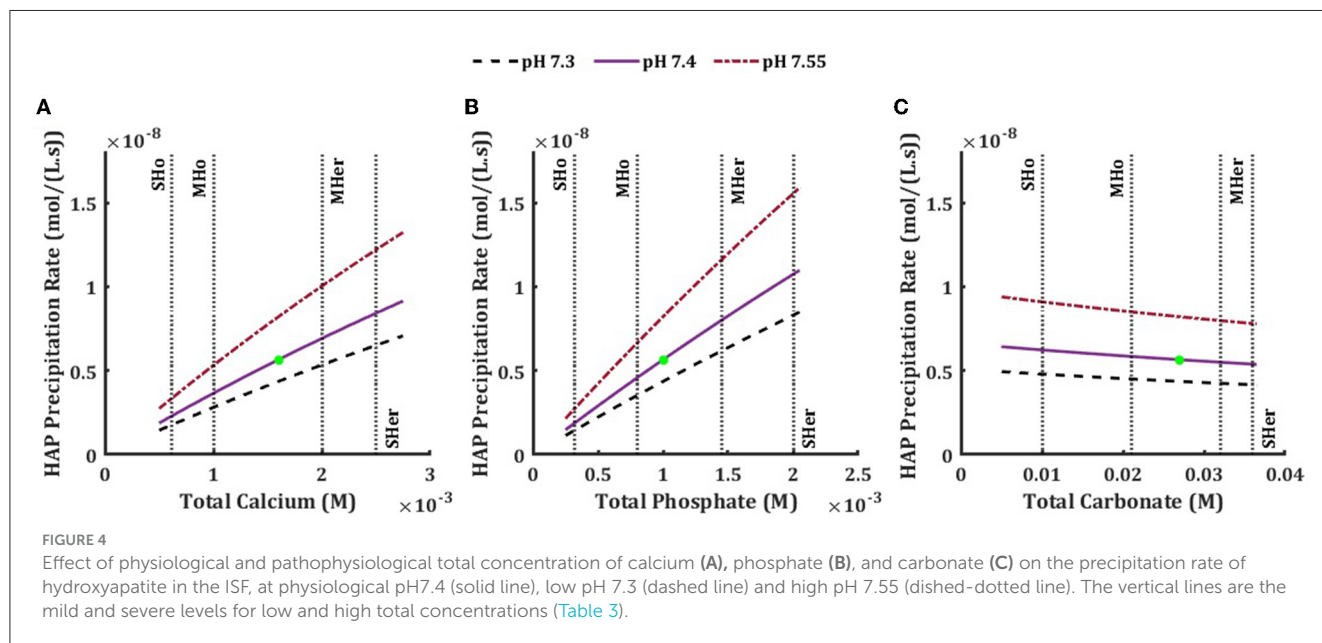 pH 7.3 pH 7.4 pH 7.55
A
×10⁻⁸
HAP Precipitation Rate (mol/(L.s))
1.5
1
0.5
0
SHo
MHo
MHer
SHer
0 1 2 3
Total Calcium (M) ×10⁻³
B
×10⁻⁸
HAP Precipitation Rate (mol/(L.s))
1.5
1
0.5
0
SHo
MHo
MHer
SHer
0 0.5 1 1.5 2 2.5
Total Phosphate (M) ×10⁻³
C
×10⁻⁸
HAP Precipitation Rate (mol/(L.s))
1.5
1
0.5
0
SHo
MHo
MHer
SHer
0 0.01 0.02 0.03 0.04
Total Carbonate (M)
FIGURE 4
Effect of physiological and pathophysiological total concentration of calcium (A), phosphate (B), and carbonate (C) on the precipitation rate of
hydroxyapatite in the ISF, at physiological pH7.4 (solid line), low pH 7.3 (dashed line) and high pH 7.55 (dished-dotted line). The vertical lines are the
mild and severe levels for low and high total concentrations (Table 3).